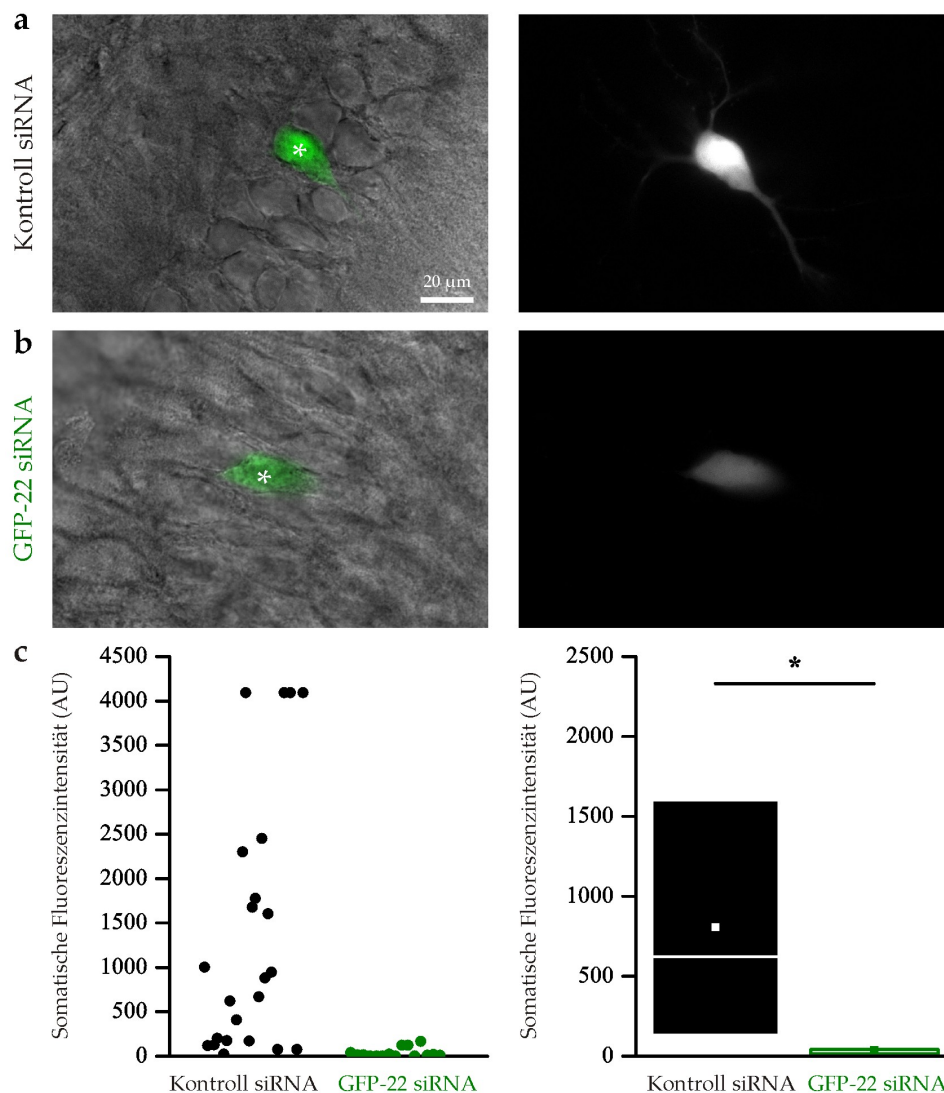 a
Kontroll siRNA
*
20 µm
b
GFP-22 siRNA
*
c
Somatische Fluoreszenzintensität (AU)
4500
4000
3500
3000
2500
2000
1500
1000
500
0
Kontroll siRNA
GFP-22 siRNA
Somatische Fluoreszenzintensität (AU)
2500
2000
1500
1000
500
0
*
Kontroll siRNA
GFP-22 siRNA